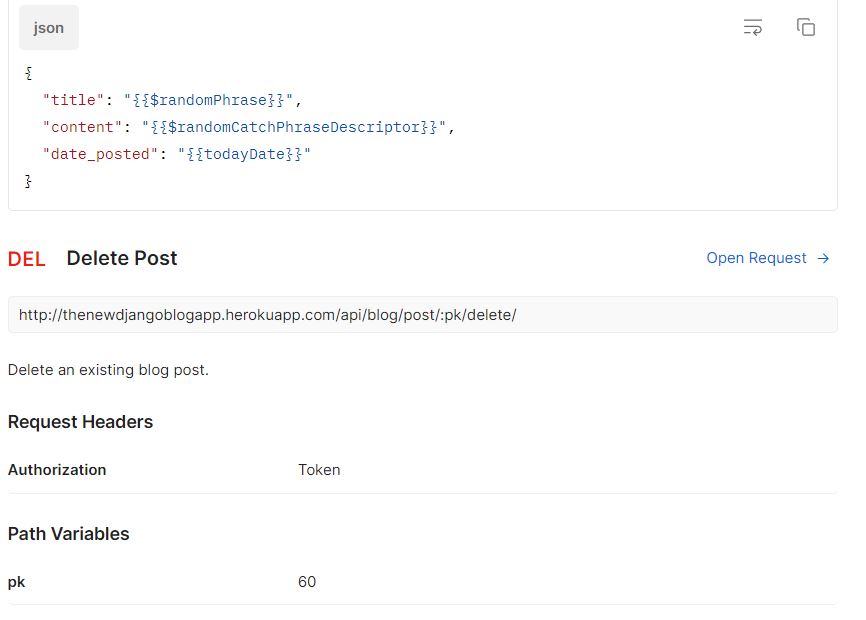 json
{
"title": "{{$randomPhrase}}",
"content": "{{$randomCatchPhraseDescriptor}}",
"date_posted": "{{todayDate}}"
}
DEL Delete Post Open Request →
http://thenewdjangoblogapp.herokuapp.com/api/blog/post/:pk/delete/
Delete an existing blog post.
Request Headers
Authorization Token
Path Variables
pk 60